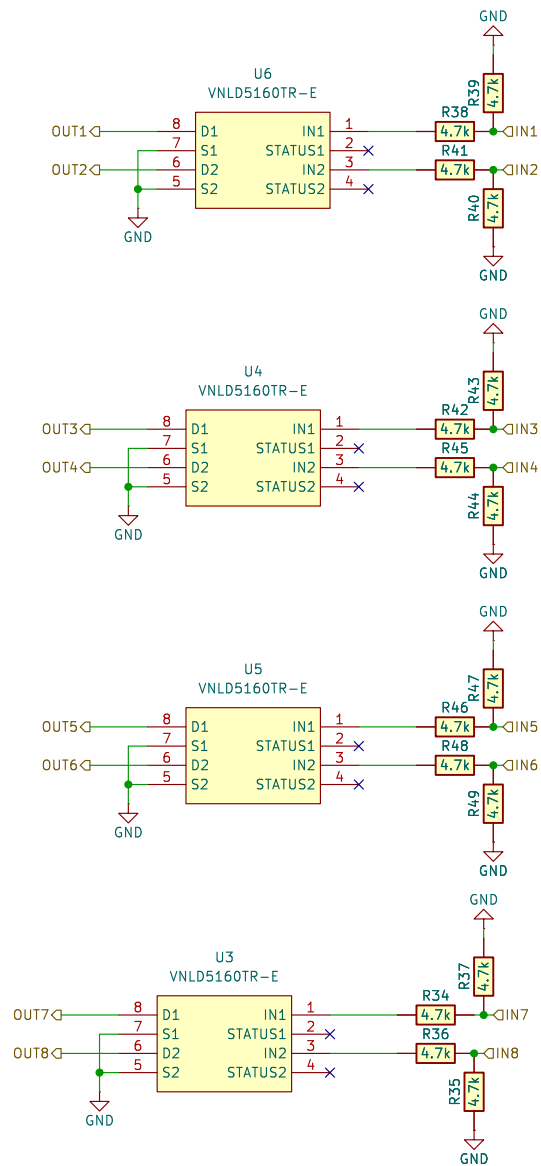 GND
R39
4.7k
U6
VNLD5160TR-E
R38
OUT1 8 D1 IN1 1 4.7k IN1
7 S1 STATUS1 2
R41
OUT2 6 D2 IN2 3 4.7k IN2
5 S2 STATUS2 4
R40
4.7k
GND
GND
GND
R43
4.7k
U4
VNLD5160TR-E
R42
OUT3 8 D1 IN1 1 4.7k IN3
7 S1 STATUS1 2
R45
OUT4 6 D2 IN2 3 4.7k IN4
5 S2 STATUS2 4
R44
4.7k
GND
GND
GND
R47
4.7k
U5
VNLD5160TR-E
R46
OUT5 8 D1 IN1 1 4.7k IN5
7 S1 STATUS1 2
R48
OUT6 6 D2 IN2 3 4.7k IN6
5 S2 STATUS2 4
R49
4.7k
GND
GND
GND
R37
4.7k
U3
VNLD5160TR-E
R34
OUT7 8 D1 IN1 1 4.7k IN7
7 S1 STATUS1 2
R36
OUT8 6 D2 IN2 3 4.7k IN8
5 S2 STATUS2 4
R35
4.7k
GND
GND